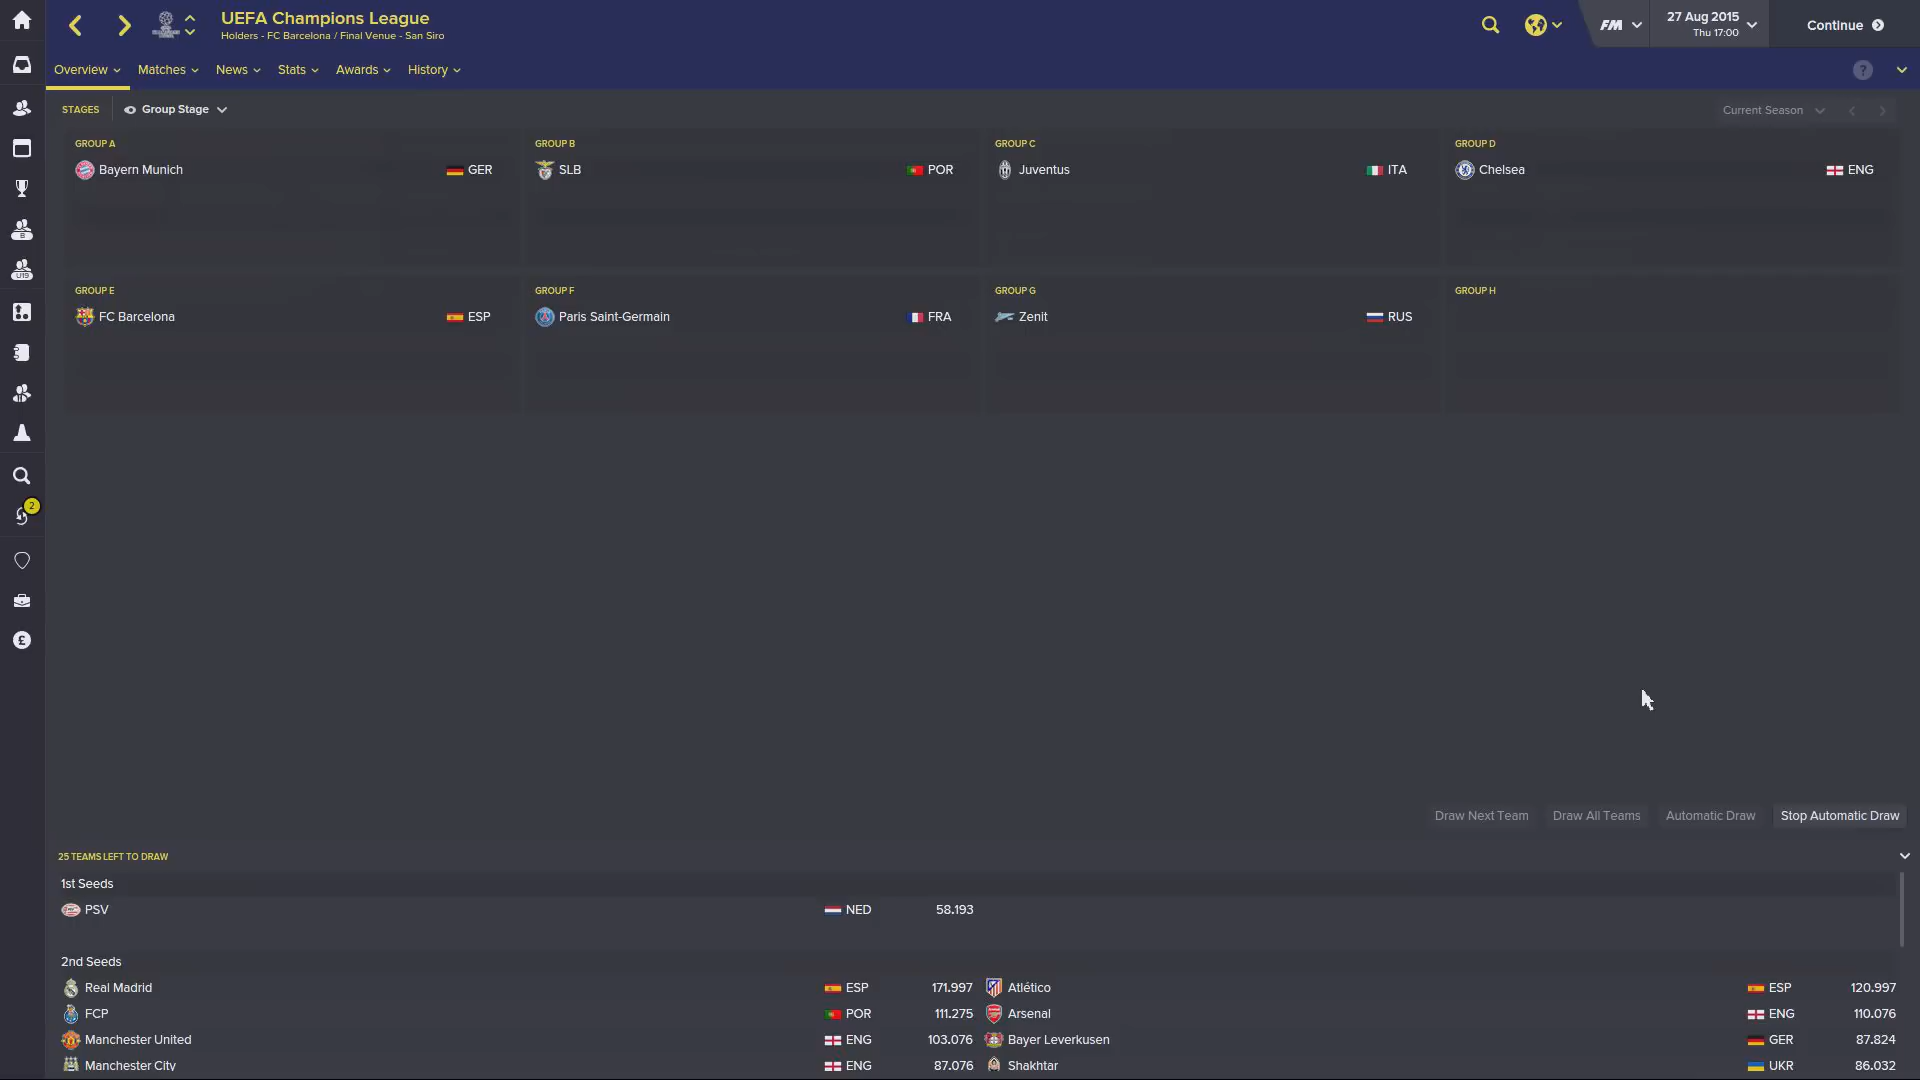 UEFA Champions League
Holders - FC Barcelona / Final Venue - San Siro
FM
27 Aug 2015
Thu 17:00
Continue
Overview Matches News Stats Awards History
?
STAGES Group Stage
Current Season
GROUP A GROUP B GROUP C GROUP D
Bayern Munich GER SLB POR Juventus ITA Chelsea ENG
GROUP E GROUP F GROUP G GROUP H
FC Barcelona ESP Paris Saint-Germain FRA Zenit RUS
B
U19
2
£
Draw Next Team Draw All Teams Automatic Draw Stop Automatic Draw
25 TEAMS LEFT TO DRAW
1st Seeds
PSV NED 58.193
2nd Seeds
Real Madrid ESP 171.997 Atlético ESP 120.997
FCP POR 111.275 Arsenal ENG 110.076
Manchester United ENG 103.076 Bayer Leverkusen GER 87.824
Manchester City ENG 87.076 Shakhtar UKR 86.032